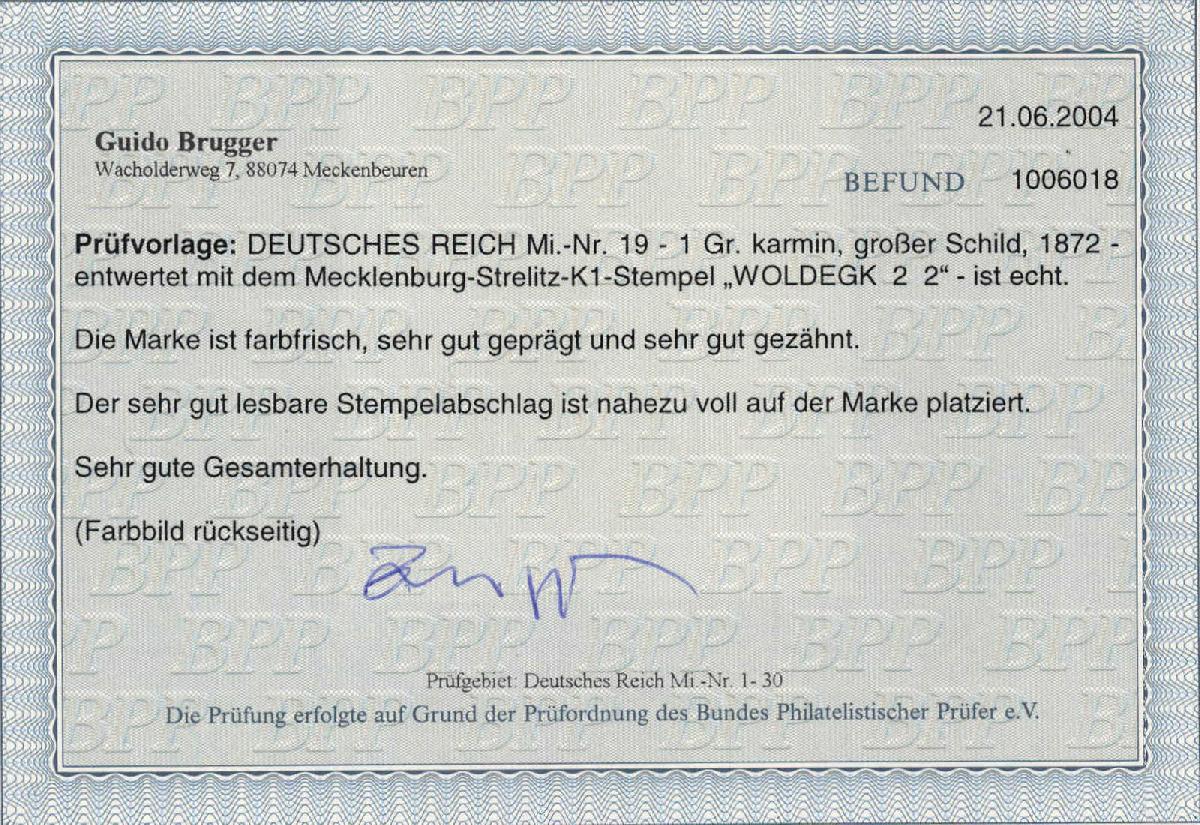 21.06.2004
Guido Brugger
Wacholderweg 7, 88074 Meckenbeuren
BEFUND 1006018
Prüfvorlage: DEUTSCHES REICH Mi.-Nr. 19 - 1 Gr. karmin, großer Schild, 1872 -
entwertet mit dem Mecklenburg-Strelitz-K1-Stempel „WOLDEGK 2 2“ - ist echt.
Die Marke ist farbfrisch, sehr gut geprägt und sehr gut gezähnt.
Der sehr gut lesbare Stempelabschlag ist nahezu voll auf der Marke platziert.
Sehr gute Gesamterhaltung.
(Farbbild rückseitig)
Prüfgebiet: Deutsches Reich Mi.-Nr. 1- 30
Die Prüfung erfolgte auf Grund der Prüfordnung des Bundes Philatelistischer Prüfer e.V.